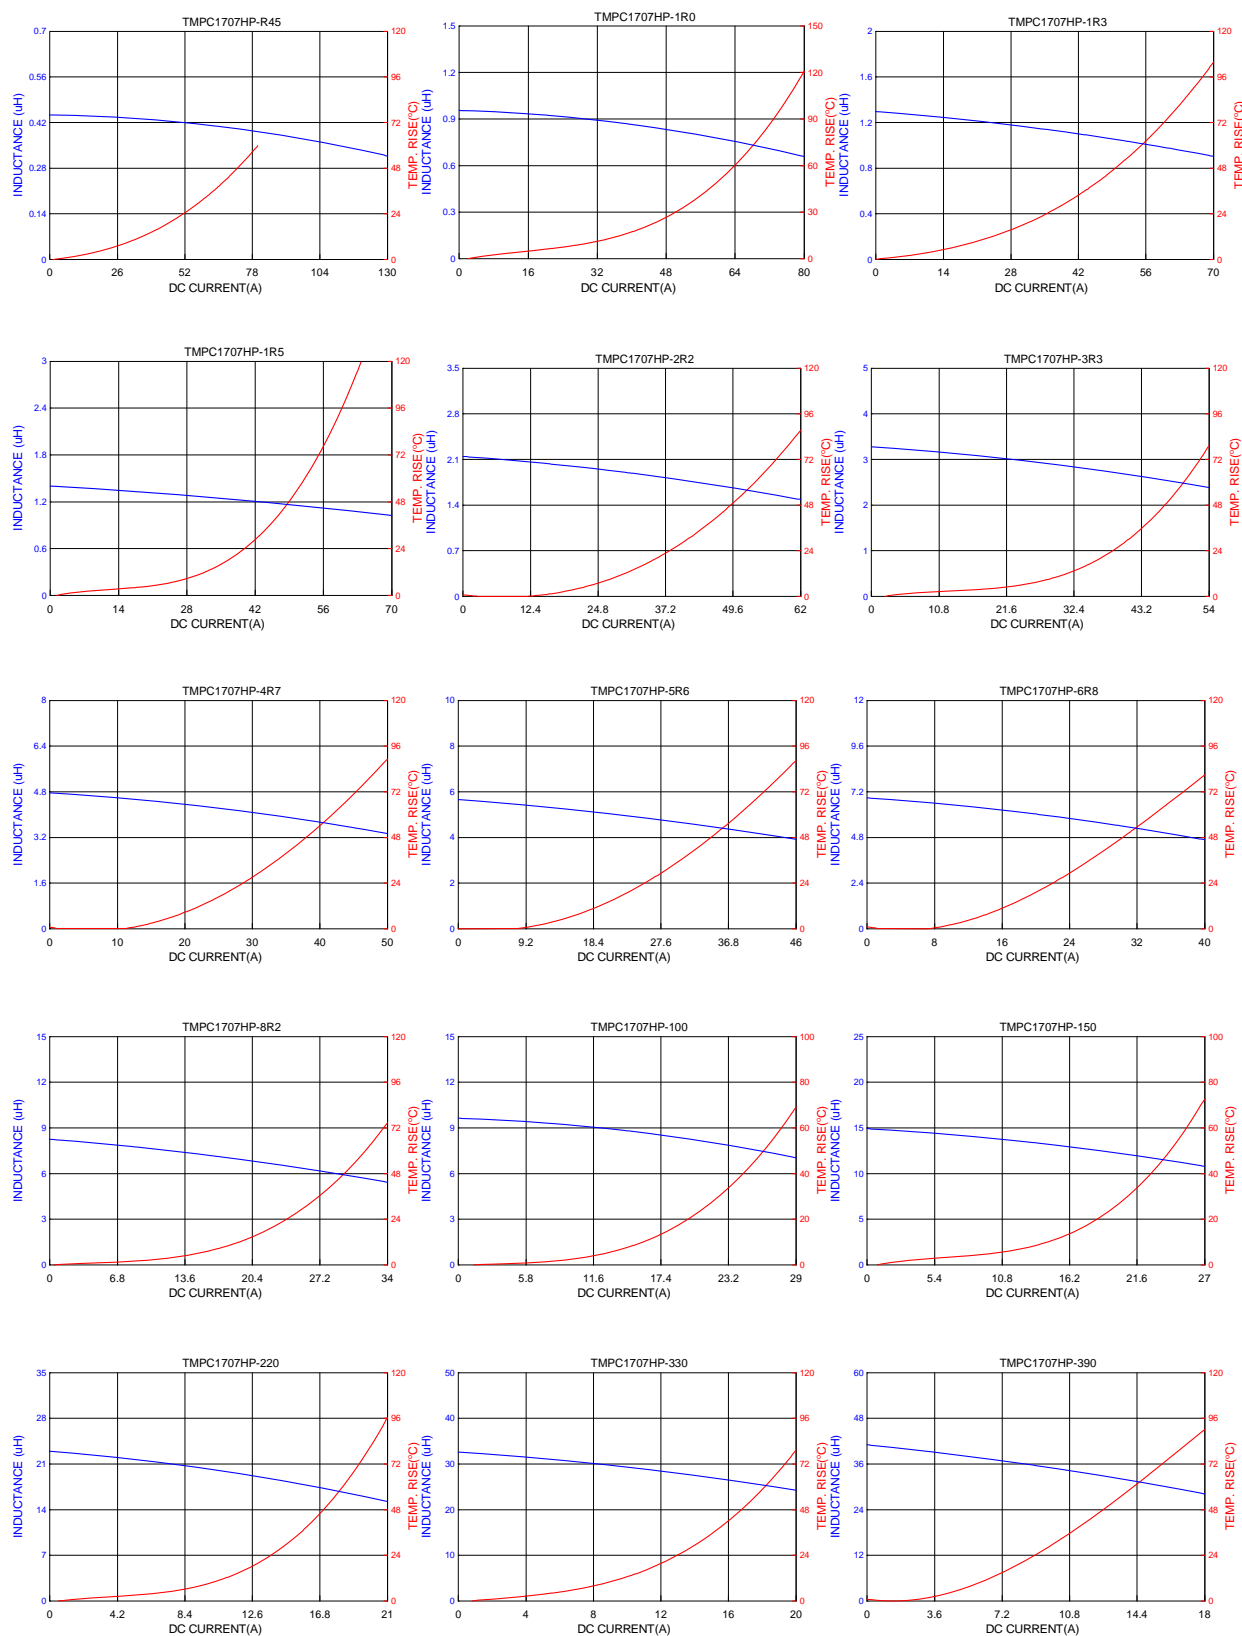 TMPC1707HP-R45
0.7
0.56
0.42
0.28
0.14
0
INDUCTANCE (uH)
120
96
72
48
24
0
TEMP. RISE(°C)
0 26 52 78 104 130
DC CURRENT(A)
TMPC1707HP-1R0
1.5
1.2
0.9
0.6
0.3
0
INDUCTANCE (uH)
150
120
90
60
30
0
TEMP. RISE(°C)
0 16 32 48 64 80
DC CURRENT(A)
TMPC1707HP-1R3
2
1.6
1.2
0.8
0.4
0
INDUCTANCE (uH)
120
96
72
48
24
0
TEMP. RISE(°C)
0 14 28 42 56 70
DC CURRENT(A)
TMPC1707HP-1R5
3
2.4
1.8
1.2
0.6
0
INDUCTANCE (uH)
120
96
72
48
24
0
TEMP. RISE(°C)
0 14 28 42 56 70
DC CURRENT(A)
TMPC1707HP-2R2
3.5
2.8
2.1
1.4
0.7
0
INDUCTANCE (uH)
120
96
72
48
24
0
TEMP. RISE(°C)
0 12.4 24.8 37.2 49.6 62
DC CURRENT(A)
TMPC1707HP-3R3
5
4
3
2
1
0
INDUCTANCE (uH)
120
96
72
48
24
0
TEMP. RISE(°C)
0 10.8 21.6 32.4 43.2 54
DC CURRENT(A)
TMPC1707HP-4R7
8
6.4
4.8
3.2
1.6
0
INDUCTANCE (uH)
120
96
72
48
24
0
TEMP. RISE(°C)
0 10 20 30 40 50
DC CURRENT(A)
TMPC1707HP-5R6
10
8
6
4
2
0
INDUCTANCE (uH)
120
96
72
48
24
0
TEMP. RISE(°C)
0 9.2 18.4 27.6 36.8 46
DC CURRENT(A)
TMPC1707HP-6R8
12
9.6
7.2
4.8
2.4
0
INDUCTANCE (uH)
120
96
72
48
24
0
TEMP. RISE(°C)
0 8 16 24 32 40
DC CURRENT(A)
TMPC1707HP-8R2
15
12
9
6
3
0
INDUCTANCE (uH)
120
96
72
48
24
0
TEMP. RISE(°C)
0 6.8 13.6 20.4 27.2 34
DC CURRENT(A)
TMPC1707HP-100
15
12
9
6
3
0
INDUCTANCE (uH)
100
80
60
40
20
0
TEMP. RISE(°C)
0 5.8 11.6 17.4 23.2 29
DC CURRENT(A)
TMPC1707HP-150
25
20
15
10
5
0
INDUCTANCE (uH)
100
80
60
40
20
0
TEMP. RISE(°C)
0 5.4 10.8 16.2 21.6 27
DC CURRENT(A)
TMPC1707HP-220
35
28
21
14
7
0
INDUCTANCE (uH)
120
96
72
48
24
0
TEMP. RISE(°C)
0 4.2 8.4 12.6 16.8 21
DC CURRENT(A)
TMPC1707HP-330
50
40
30
20
10
0
INDUCTANCE (uH)
120
96
72
48
24
0
TEMP. RISE(°C)
0 4 8 12 16 20
DC CURRENT(A)
TMPC1707HP-390
60
48
36
24
12
0
INDUCTANCE (uH)
120
96
72
48
24
0
TEMP. RISE(°C)
0 3.6 7.2 10.8 14.4 18
DC CURRENT(A)